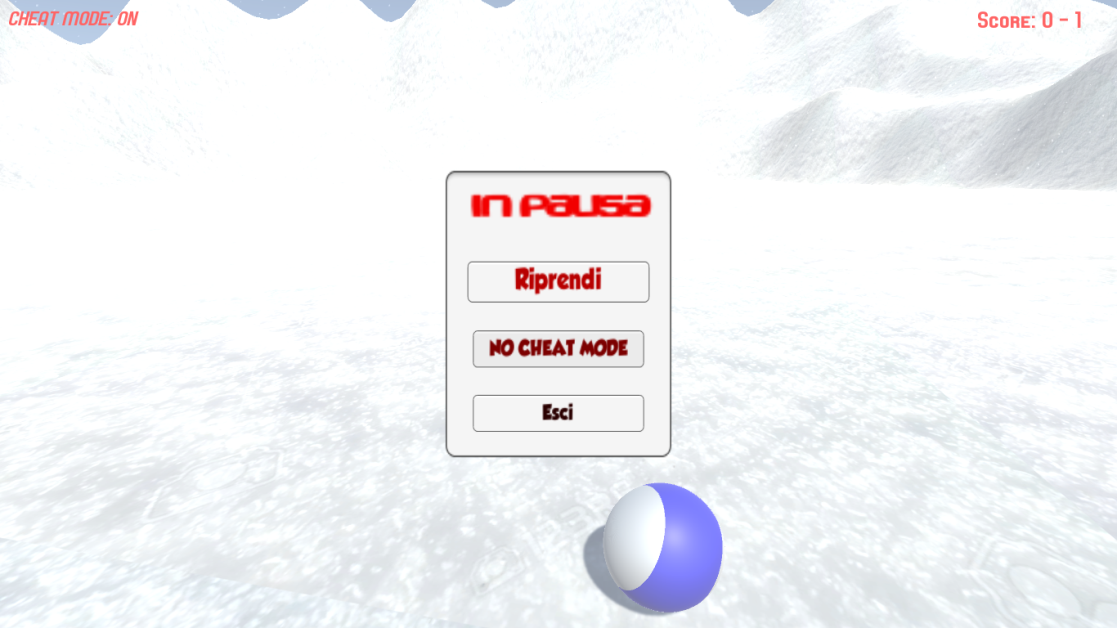 CHEAT MODE: ON
Score: 0 - 1
In Pausa
Riprendi
NO CHEAT MODE
Esci